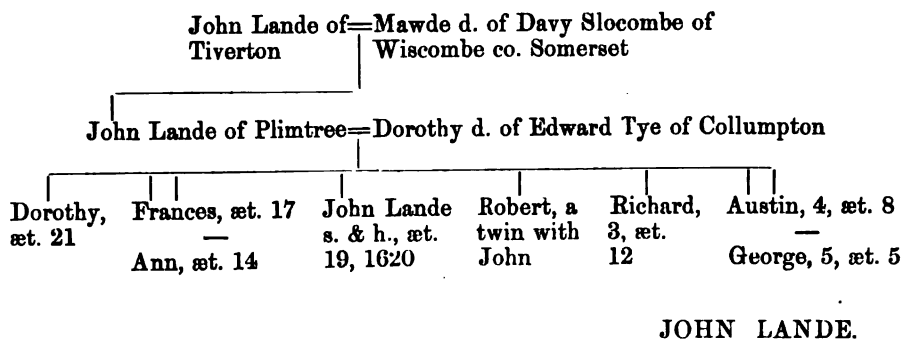 John Lande of=Mawde d. of Davy Slocombe of
Tiverton Wiscombe co. Somerset
John Lande of Plimtree=Dorothy d. of Edward Tye of Collumpton
Dorothy, æt. 21
Frances, æt. 17
—
Ann, æt. 14
John Lande s. & h., æt. 19, 1620
Robert, a twin with John
Richard, 3, æt. 12
Austin, 4, æt. 8
—
George, 5, æt. 5
JOHN LANDE.